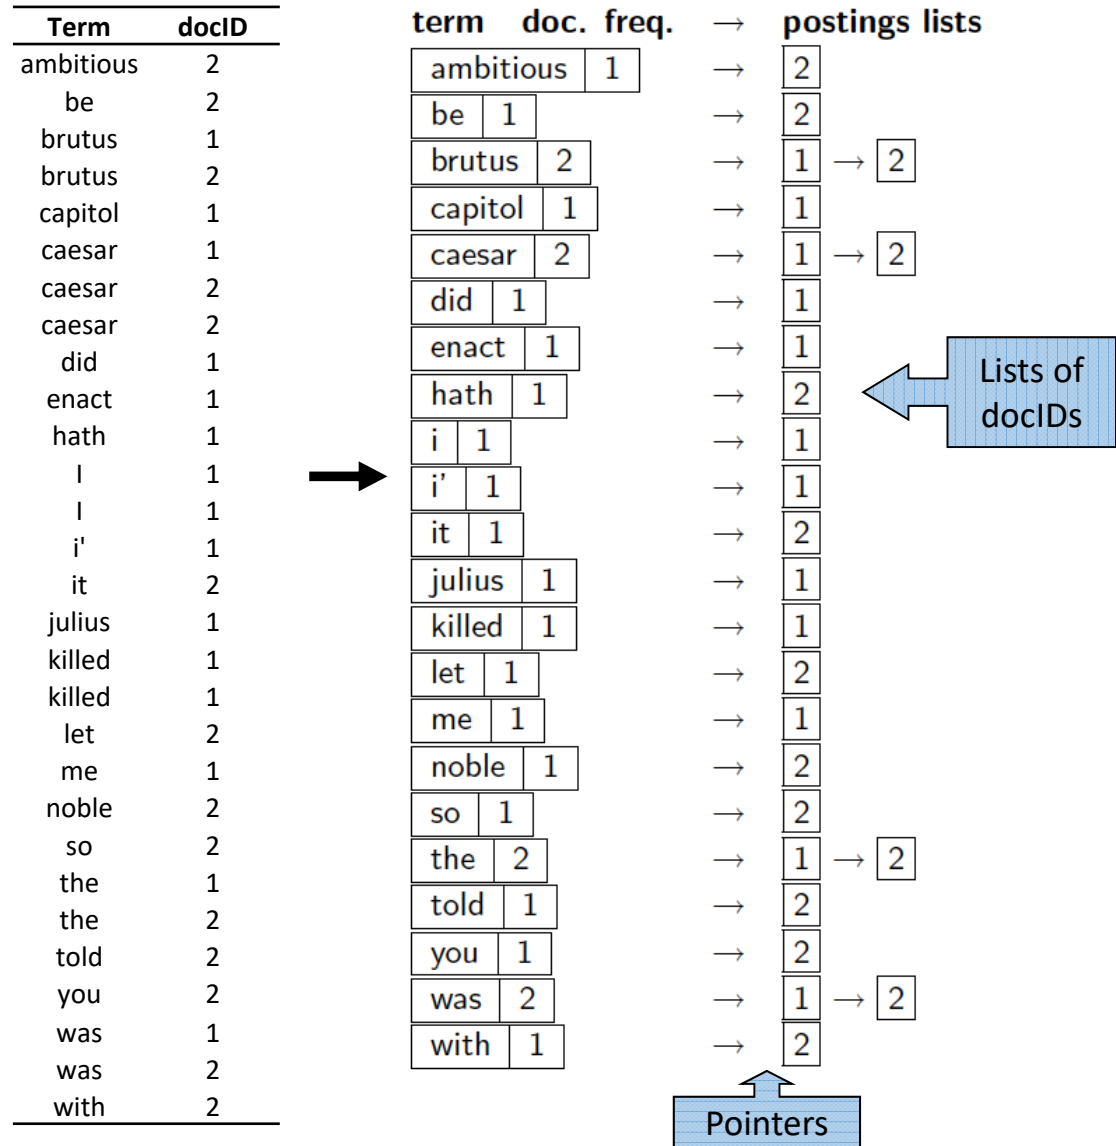 Term docID
ambitious 2
be 2
brutus 1
brutus 2
capitol 1
caesar 1
caesar 2
caesar 2
did 1
enact 1
hath 1
I 1
I 1
i' 1
it 2
julius 1
killed 1
killed 1
let 2
me 1
noble 2
so 2
the 1
the 2
told 2
you 2
was 1
was 2
with 2
term doc. freq. → postings lists
ambitious 1 → 2
be 1 → 2
brutus 2 → 1 → 2
capitol 1 → 1
caesar 2 → 1 → 2
did 1 → 1
enact 1 → 1
hath 1 → 2
i 1 → 1
i' 1 → 1
it 1 → 2
julius 1 → 1
killed 1 → 1
let 1 → 2
me 1 → 1
noble 1 → 2
so 1 → 2
the 2 → 1 → 2
told 1 → 2
you 1 → 2
was 2 → 1 → 2
with 1 → 2
Lists of
docIDs
Pointers